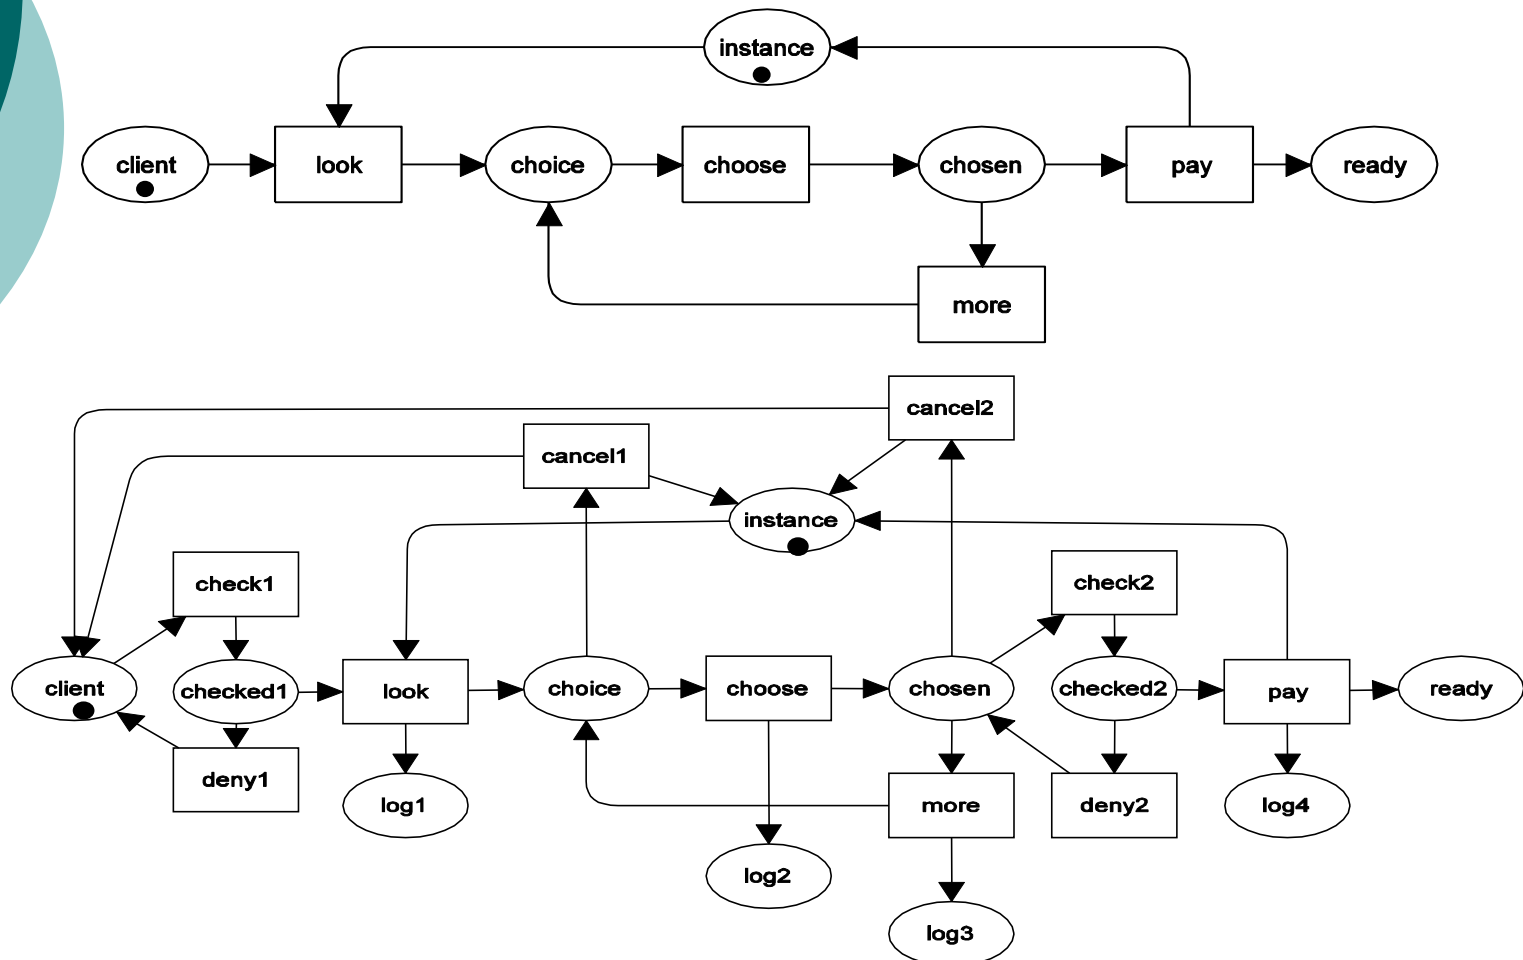 instance
client
look
choice
choose
chosen
pay
ready
more
cancel2
cancel1
instance
check1
check2
client
checked1
look
choice
choose
chosen
checked2
pay
ready
deny1
log1
more
deny2
log4
log2
log3